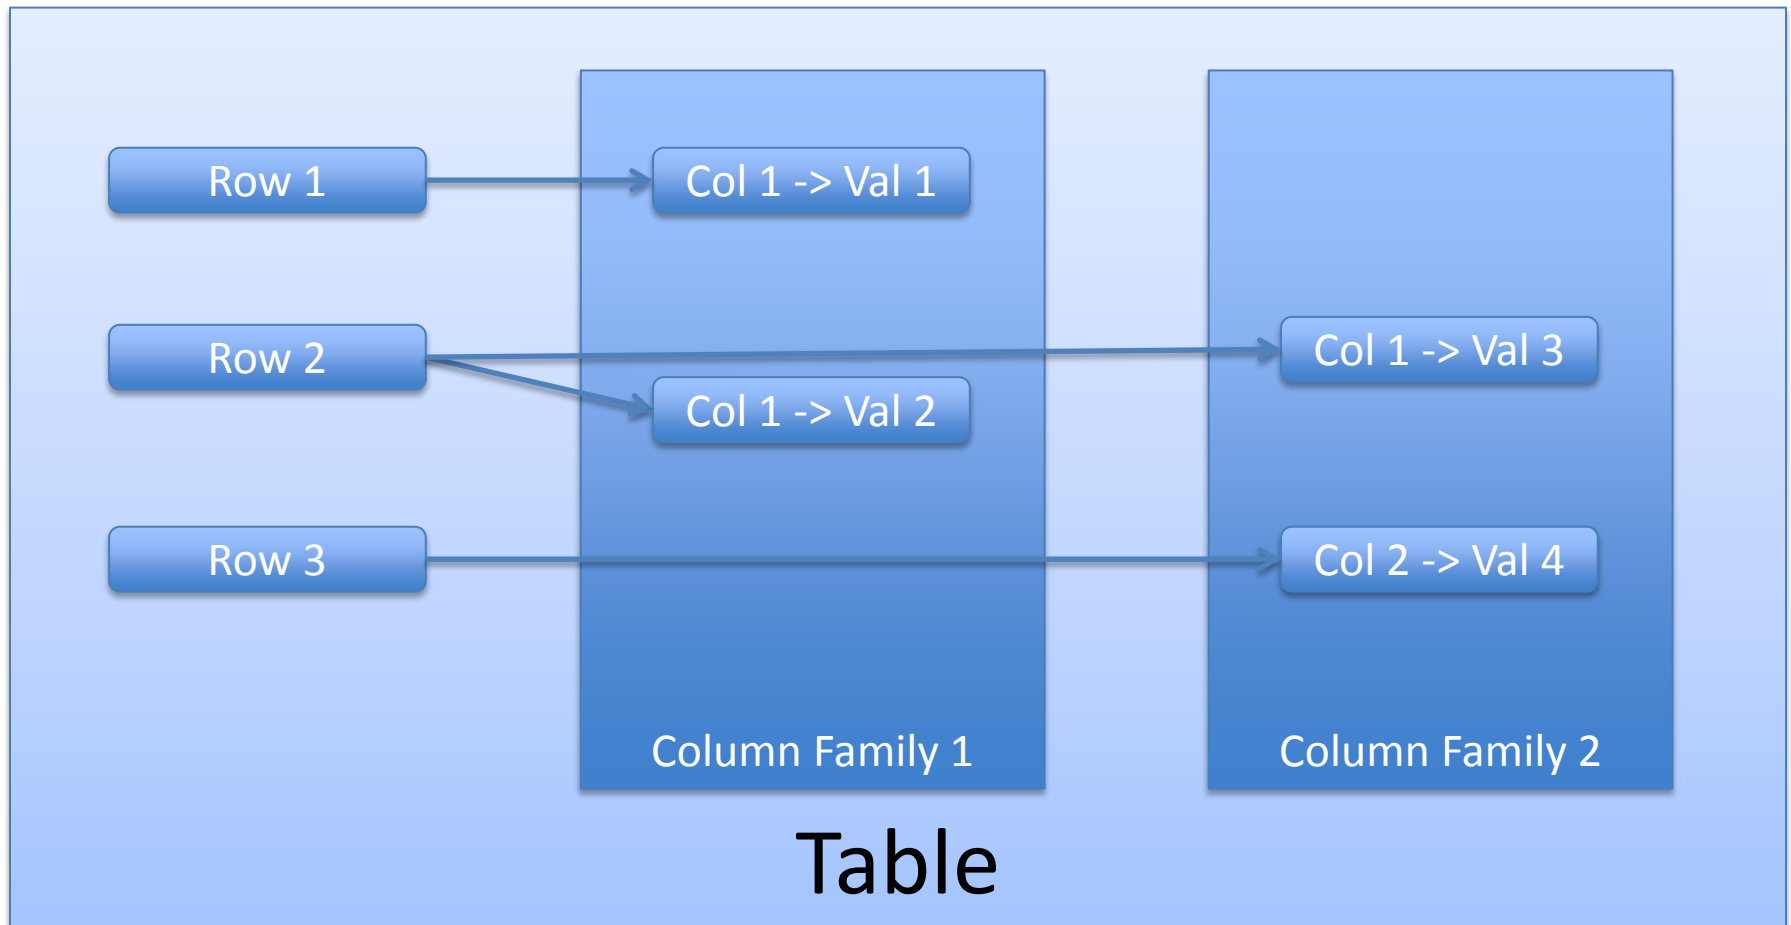 Row 1
Col 1 -> Val 1
Row 2
Col 1 -> Val 3
Col 1 -> Val 2
Row 3
Col 2 -> Val 4
Column Family 1
Column Family 2
Table